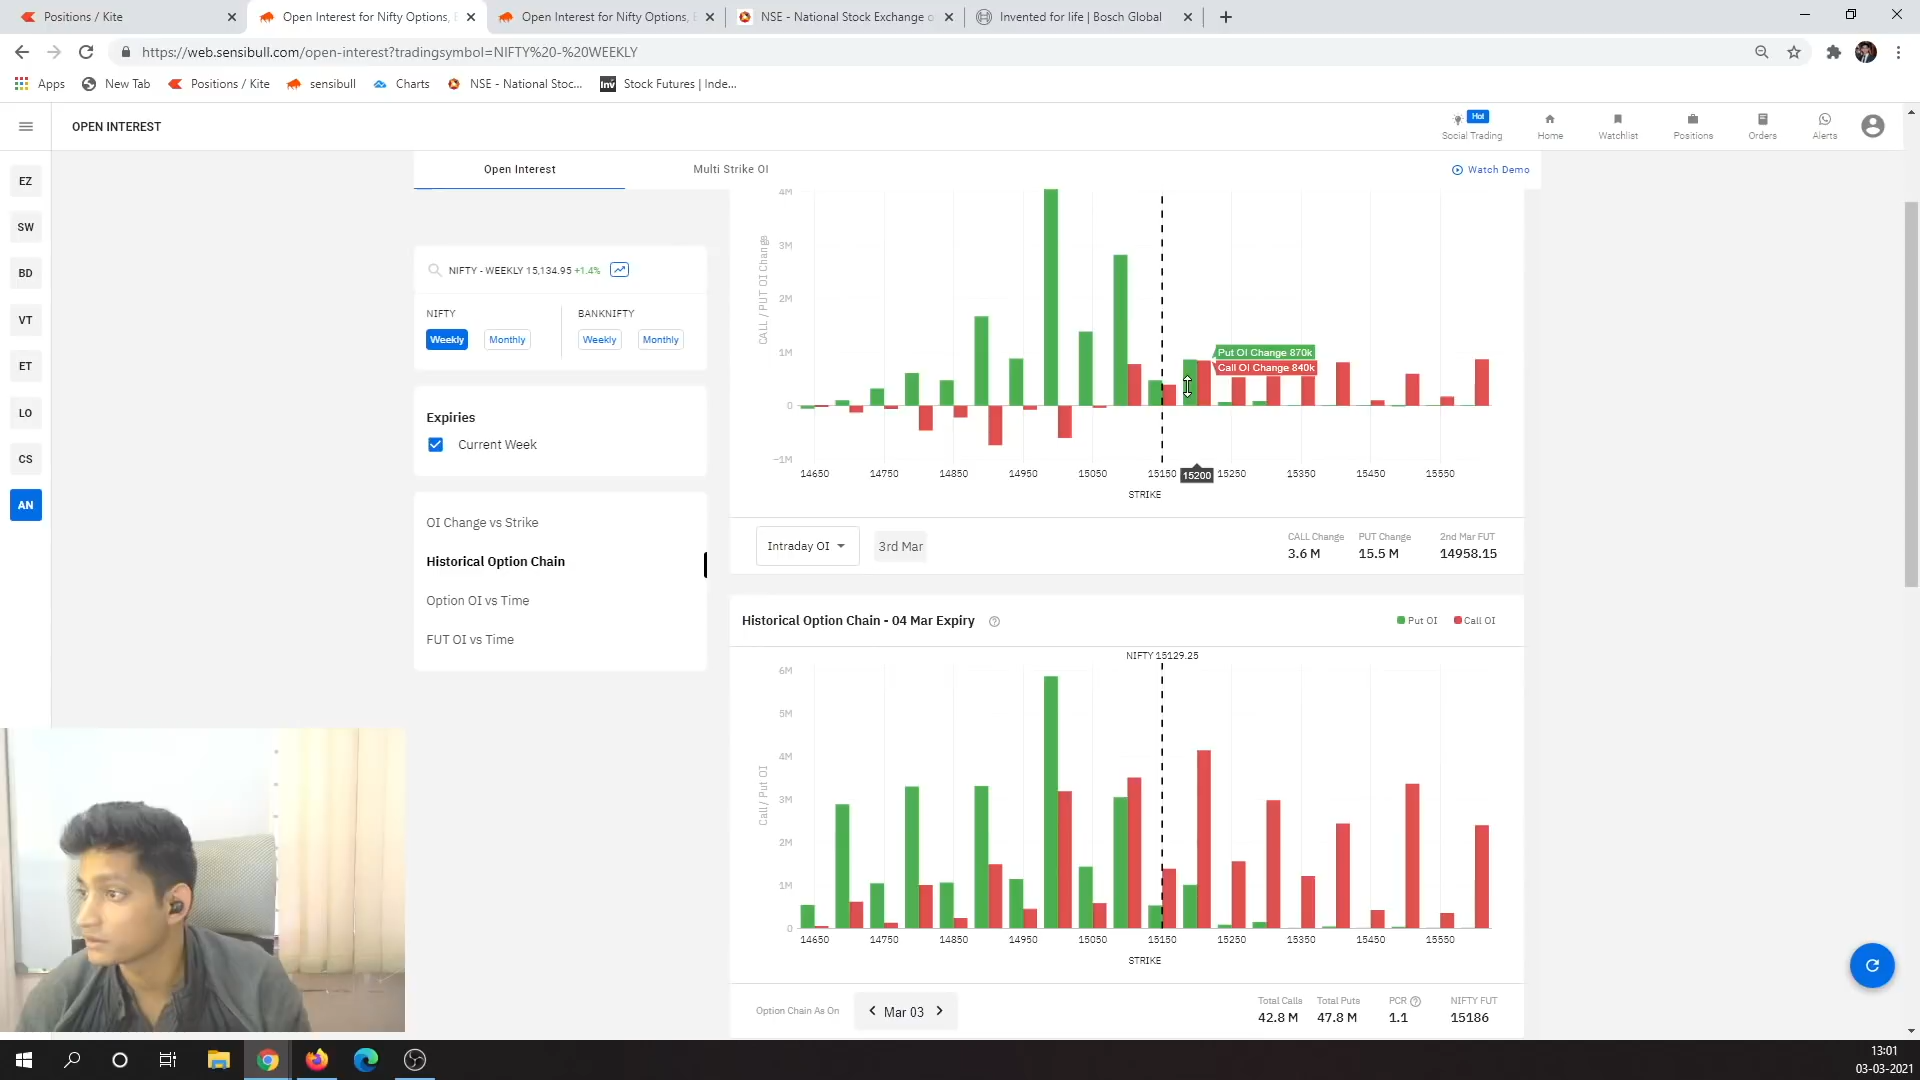 Positions / Kite
Open Interest for Nifty Options, E
Open Interest for Nifty Options, E
NSE - National Stock Exchange o
Invented for life | Bosch Global
https://web.sensibull.com/open-interest?tradingsymbol=NIFTY%20-%20WEEKLY
Apps
New Tab
Positions / Kite
sensibull
Charts
NSE - National Stoc...
Inv
Stock Futures | Inde...
OPEN INTEREST
Hot
Social Trading
Home
Watchlist
Positions
Orders
Alerts
EZ
SW
BD
VT
ET
LO
CS
AN
Open Interest
Multi Strike OI
Watch Demo
NIFTY - WEEKLY 15,134.95 +1.4%
NIFTY
BANKNIFTY
Weekly
Monthly
Weekly
Monthly
Expiries
Current Week
OI Change vs Strike
Historical Option Chain
Option OI vs Time
FUT OI vs Time
CALL / PUT OI Change
4M
3M
2M
1M
0
-1M
Put OI Change 870k
Call OI Change 840k
14650 14750 14850 14950 15050 15150 15200 15250 15350 15450 15550
STRIKE
Intraday OI
3rd Mar
CALL Change
3.6 M
PUT Change
15.5 M
2nd Mar FUT
14958.15
Historical Option Chain - 04 Mar Expiry
Put OI
Call OI
NIFTY 15129.25
Call / Put OI
6M
5M
4M
3M
2M
1M
0
14650 14750 14850 14950 15050 15150 15250 15350 15450 15550
STRIKE
Option Chain As On
Mar 03
Total Calls
42.8 M
Total Puts
47.8 M
PCR
1.1
NIFTY FUT
15186
13:01
03-03-2021